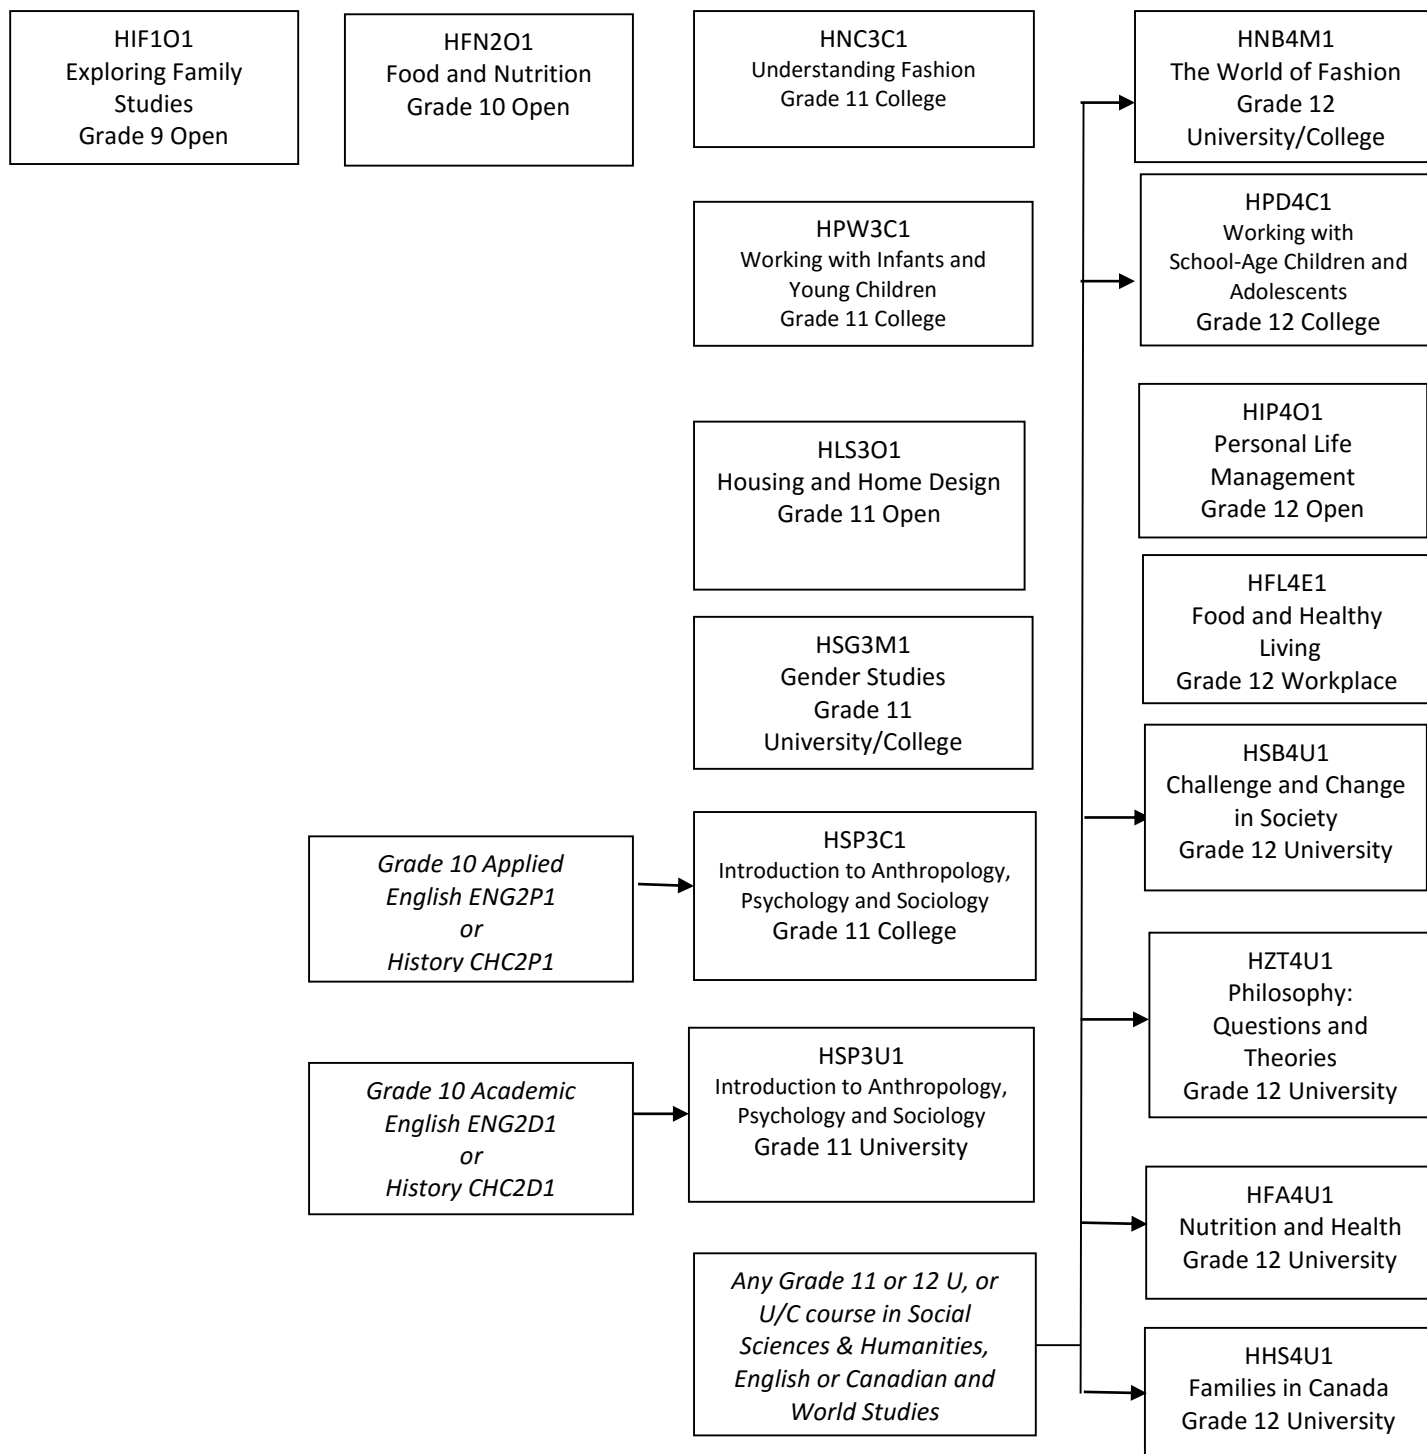 HIF1O1
Exploring Family
Studies
Grade 9 Open
HFN2O1
Food and Nutrition
Grade 10 Open
HNC3C1
Understanding Fashion
Grade 11 College
HNB4M1
The World of Fashion
Grade 12
University/College
HPW3C1
Working with Infants and
Young Children
Grade 11 College
HPD4C1
Working with
School-Age Children and
Adolescents
Grade 12 College
HLS3O1
Housing and Home Design
Grade 11 Open
HIP4O1
Personal Life
Management
Grade 12 Open
HSG3M1
Gender Studies
Grade 11
University/College
HFL4E1
Food and Healthy
Living
Grade 12 Workplace
HSB4U1
Challenge and Change
in Society
Grade 12 University
Grade 10 Applied
English ENG2P1
or
History CHC2P1
HSP3C1
Introduction to Anthropology,
Psychology and Sociology
Grade 11 College
HZT4U1
Philosophy:
Questions and
Theories
Grade 12 University
Grade 10 Academic
English ENG2D1
or
History CHC2D1
HSP3U1
Introduction to Anthropology,
Psychology and Sociology
Grade 11 University
HFA4U1
Nutrition and Health
Grade 12 University
Any Grade 11 or 12 U, or
U/C course in Social
Sciences & Humanities,
English or Canadian and
World Studies
HHS4U1
Families in Canada
Grade 12 University